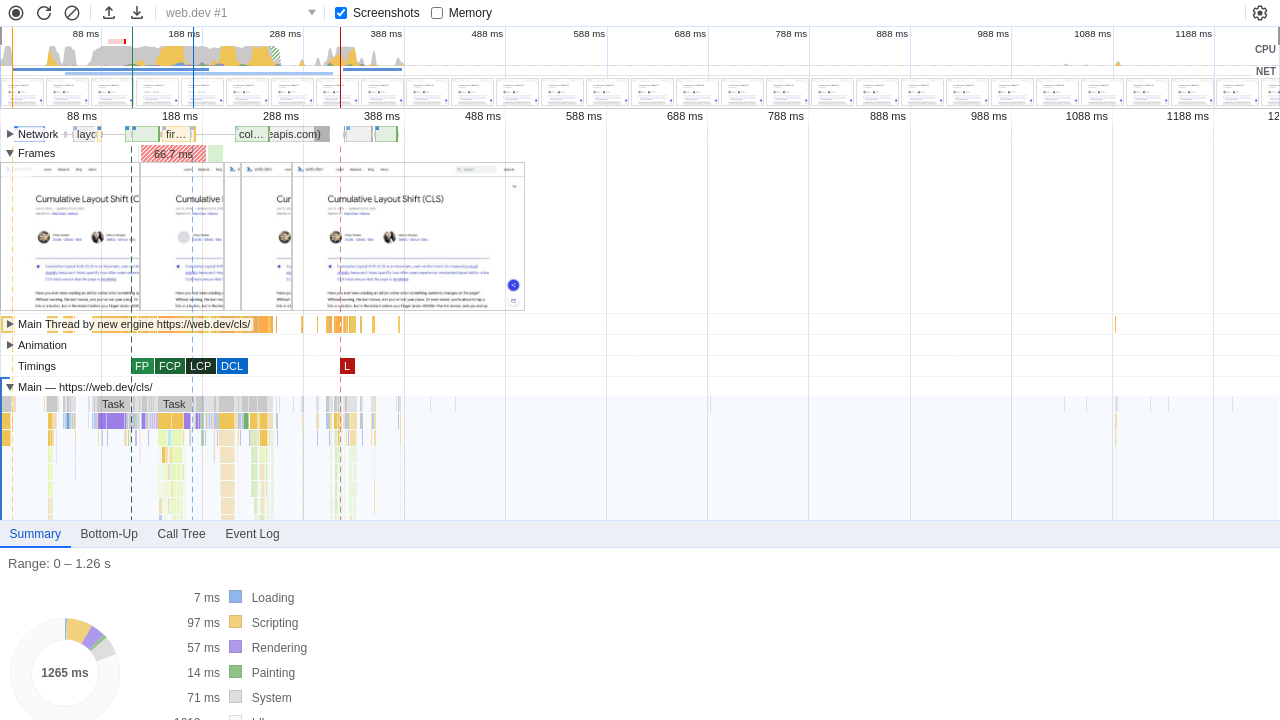 web.dev #1 Screenshots Memory
88 ms 188 ms 288 ms 388 ms 488 ms 588 ms 688 ms 788 ms 888 ms 988 ms 1088 ms 1188 ms
CPU
NET
88 ms 188 ms 288 ms 388 ms 488 ms 588 ms 688 ms 788 ms 888 ms 988 ms 1088 ms 1188 ms 12
Network layc fir… col… eapis.com)
Frames 66.7 ms
Cumulative Layout Shift (C Cumulative Cu Cumulative Layout Shift (CLS)
Main Thread by new engine https://web.dev/cls/
Animation
Timings FP FCP LCP DCL L
Main — https://web.dev/cls/
Task Task
Summary Bottom-Up Call Tree Event Log
Range: 0 – 1.26 s
7 ms Loading
97 ms Scripting
57 ms Rendering
1265 ms
14 ms Painting
71 ms System